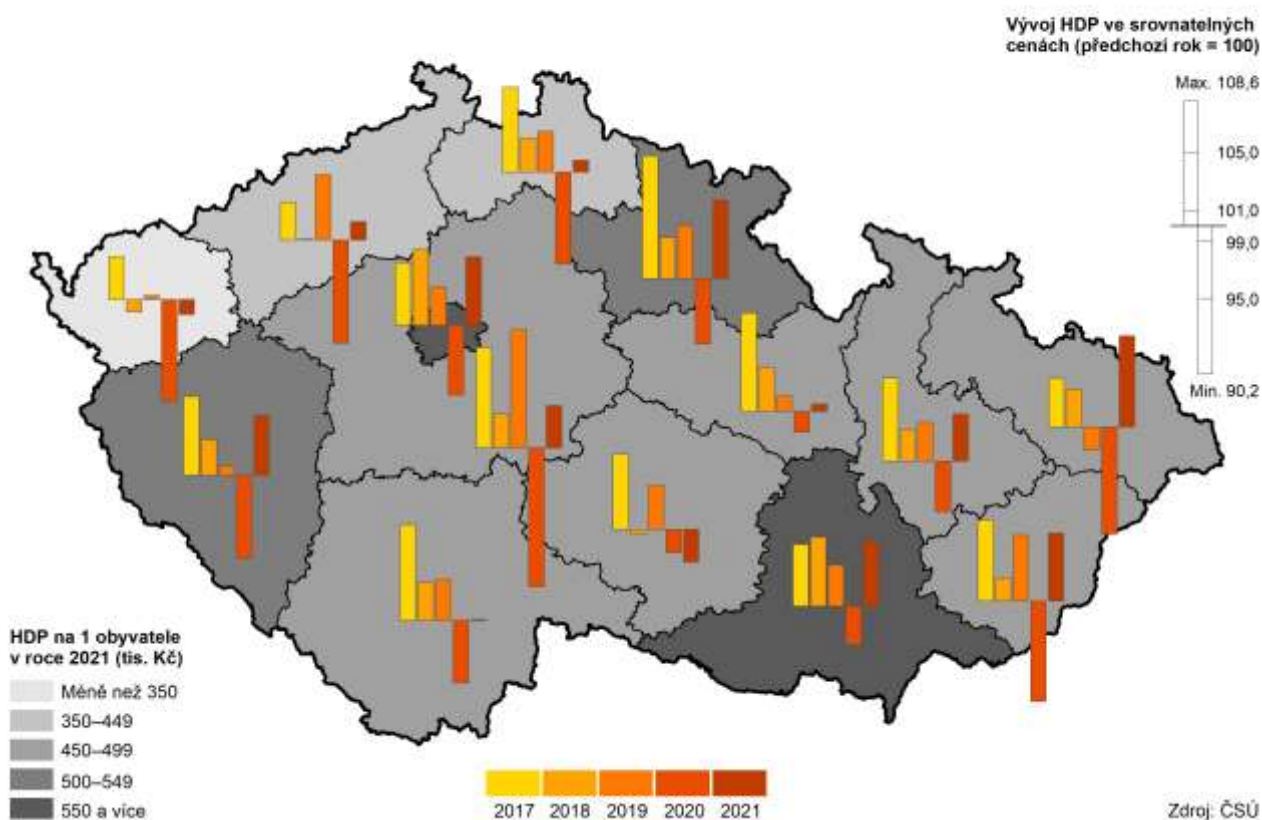 Vývoj HDP ve srovnatelných
cenách (předchozí rok = 100)
Max. 108,6
105,0
101,0
99,0
95,0
Min. 90,2
HDP na 1 obyvatele
v roce 2021 (tis. Kč)
Méně než 350
350–449
450–499
500–549
550 a více
2017 2018 2019 2020 2021
Zdroj: ČSÚ